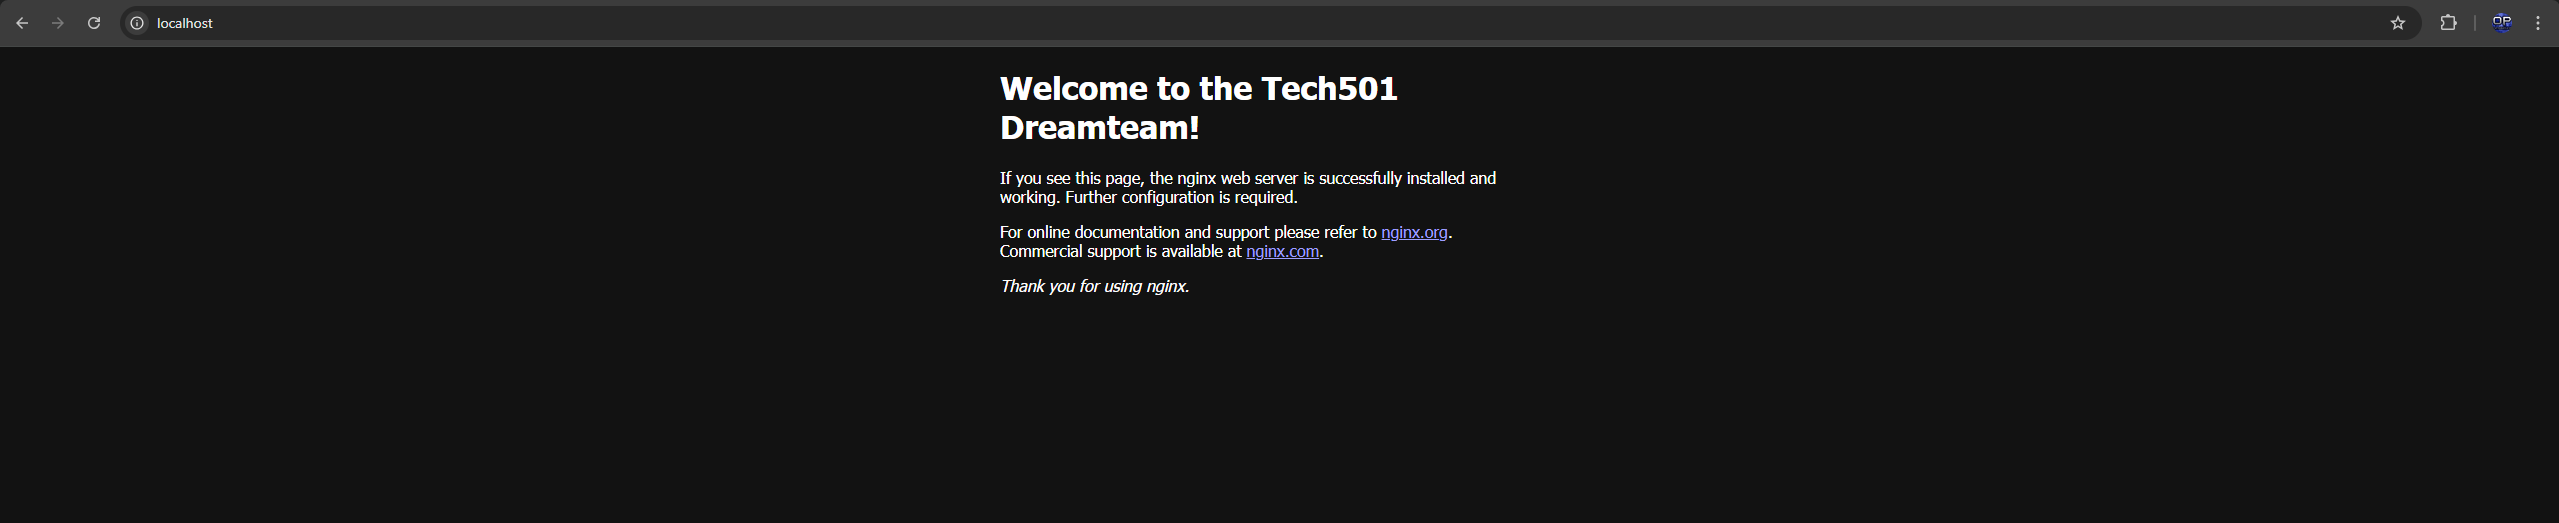 localhost
OP
Welcome to the Tech501
Dreamteam!
If you see this page, the nginx web server is successfully installed and
working. Further configuration is required.
For online documentation and support please refer to nginx.org.
Commercial support is available at nginx.com.
Thank you for using nginx.